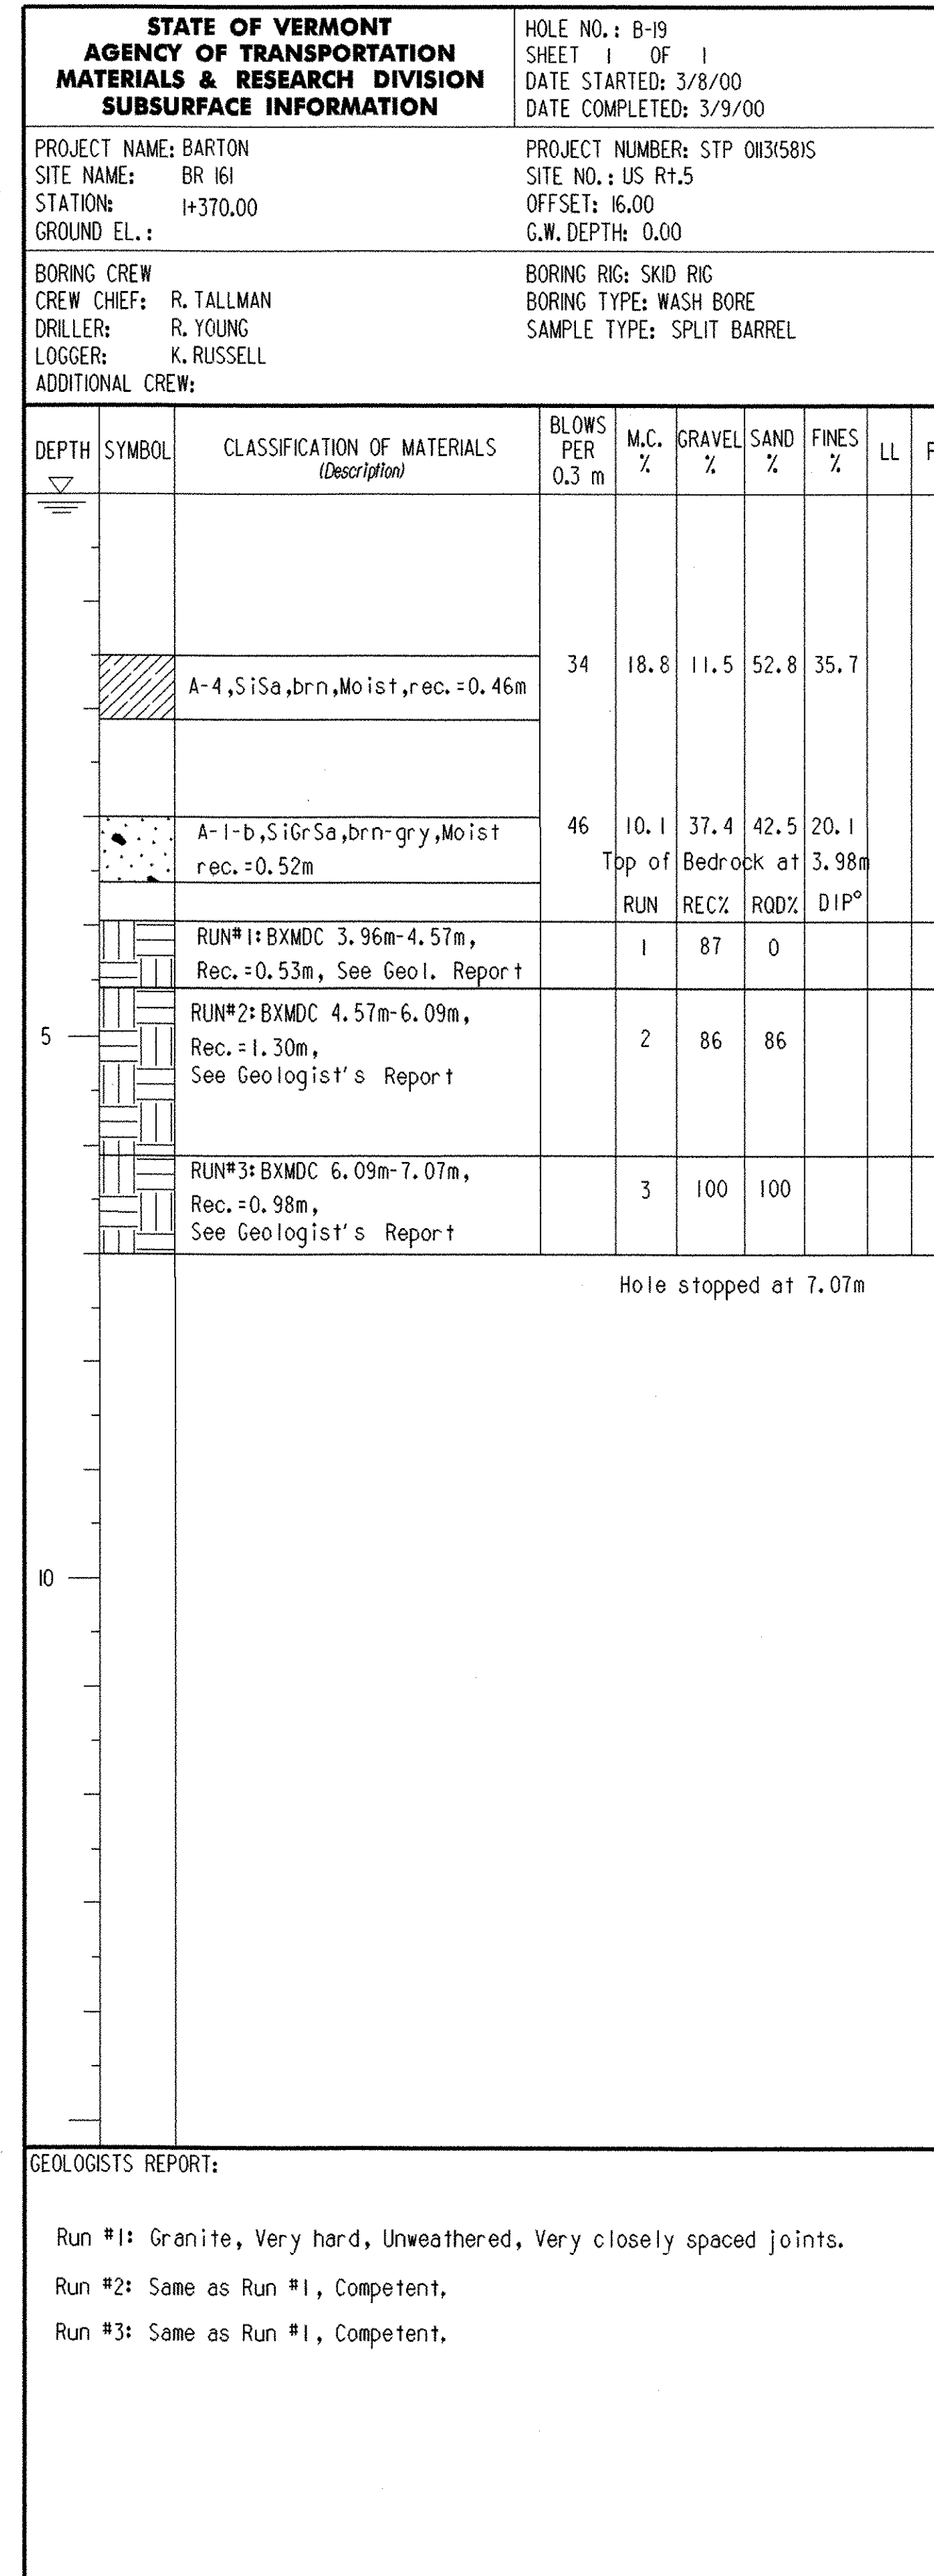 STATE OF VERMONT
AGENCY OF TRANSPORTATION
MATERIALS & RESEARCH DIVISION
SUBSURFACE INFORMATION
HOLE NO.: B-19
SHEET 1 OF 1
DATE STARTED: 3/8/00
DATE COMPLETED: 3/9/00
PROJECT NAME: BARTON
SITE NAME: BR 161
STATION: 1+370.00
GROUND EL.:
PROJECT NUMBER: STP 0113(58)S
SITE NO.: US Rt.5
OFFSET: 16.00
G.W. DEPTH: 0.00
BORING CREW
CREW CHIEF: R. TALLMAN
DRILLER: R. YOUNG
LOGGER: K. RUSSELL
ADDITIONAL CREW:
BORING RIG: SKID RIG
BORING TYPE: WASH BORE
SAMPLE TYPE: SPLIT BARREL
DEPTH
SYMBOL
CLASSIFICATION OF MATERIALS
(Description)
BLOWS
PER
0.3 m
M.C.
%
GRAVEL
%
SAND
%
FINES
%
LL
A-4,SiSa,brn,Moist,rec.=0.46m
34 18.8 11.5 52.8 35.7
A-1-b,SiGrSa,brn-gry,Moist
rec.=0.52m
46 10.1 37.4 42.5 20.1
Top of Bedrock at 3.98m
RUN REC% RQD% DIP°
RUN#1: BXMDC 3.96m-4.57m,
Rec.=0.53m, See Geol. Report
1 87 0
5
RUN#2: BXMDC 4.57m-6.09m,
Rec.=1.30m,
See Geologist's Report
2 86 86
RUN#3: BXMDC 6.09m-7.07m,
Rec.=0.98m,
See Geologist's Report
3 100 100
Hole stopped at 7.07m
10
GEOLOGISTS REPORT:
Run #1: Granite, Very hard, Unweathered, Very closely spaced joints.
Run #2: Same as Run #1, Competent.
Run #3: Same as Run #1, Competent.